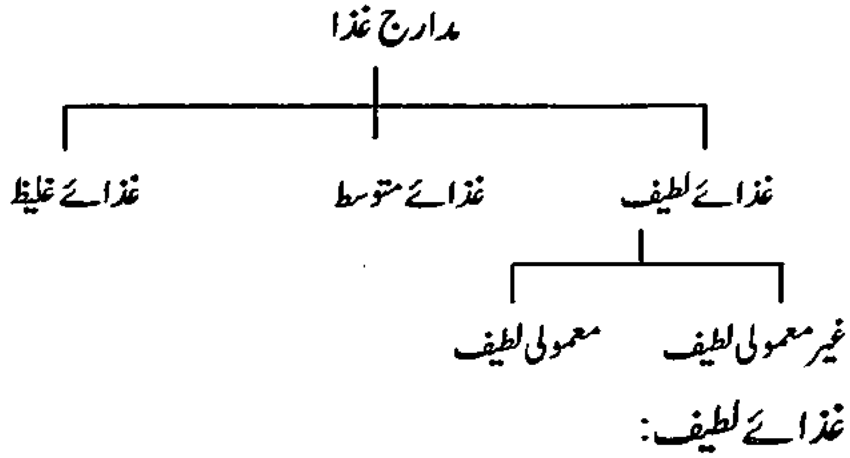 مدارج غذا
غذائے لطیف غذائے متوسط غذائے غلیظ
غیر معمولی لطیف معمولی لطیف
غذائے لطیف: